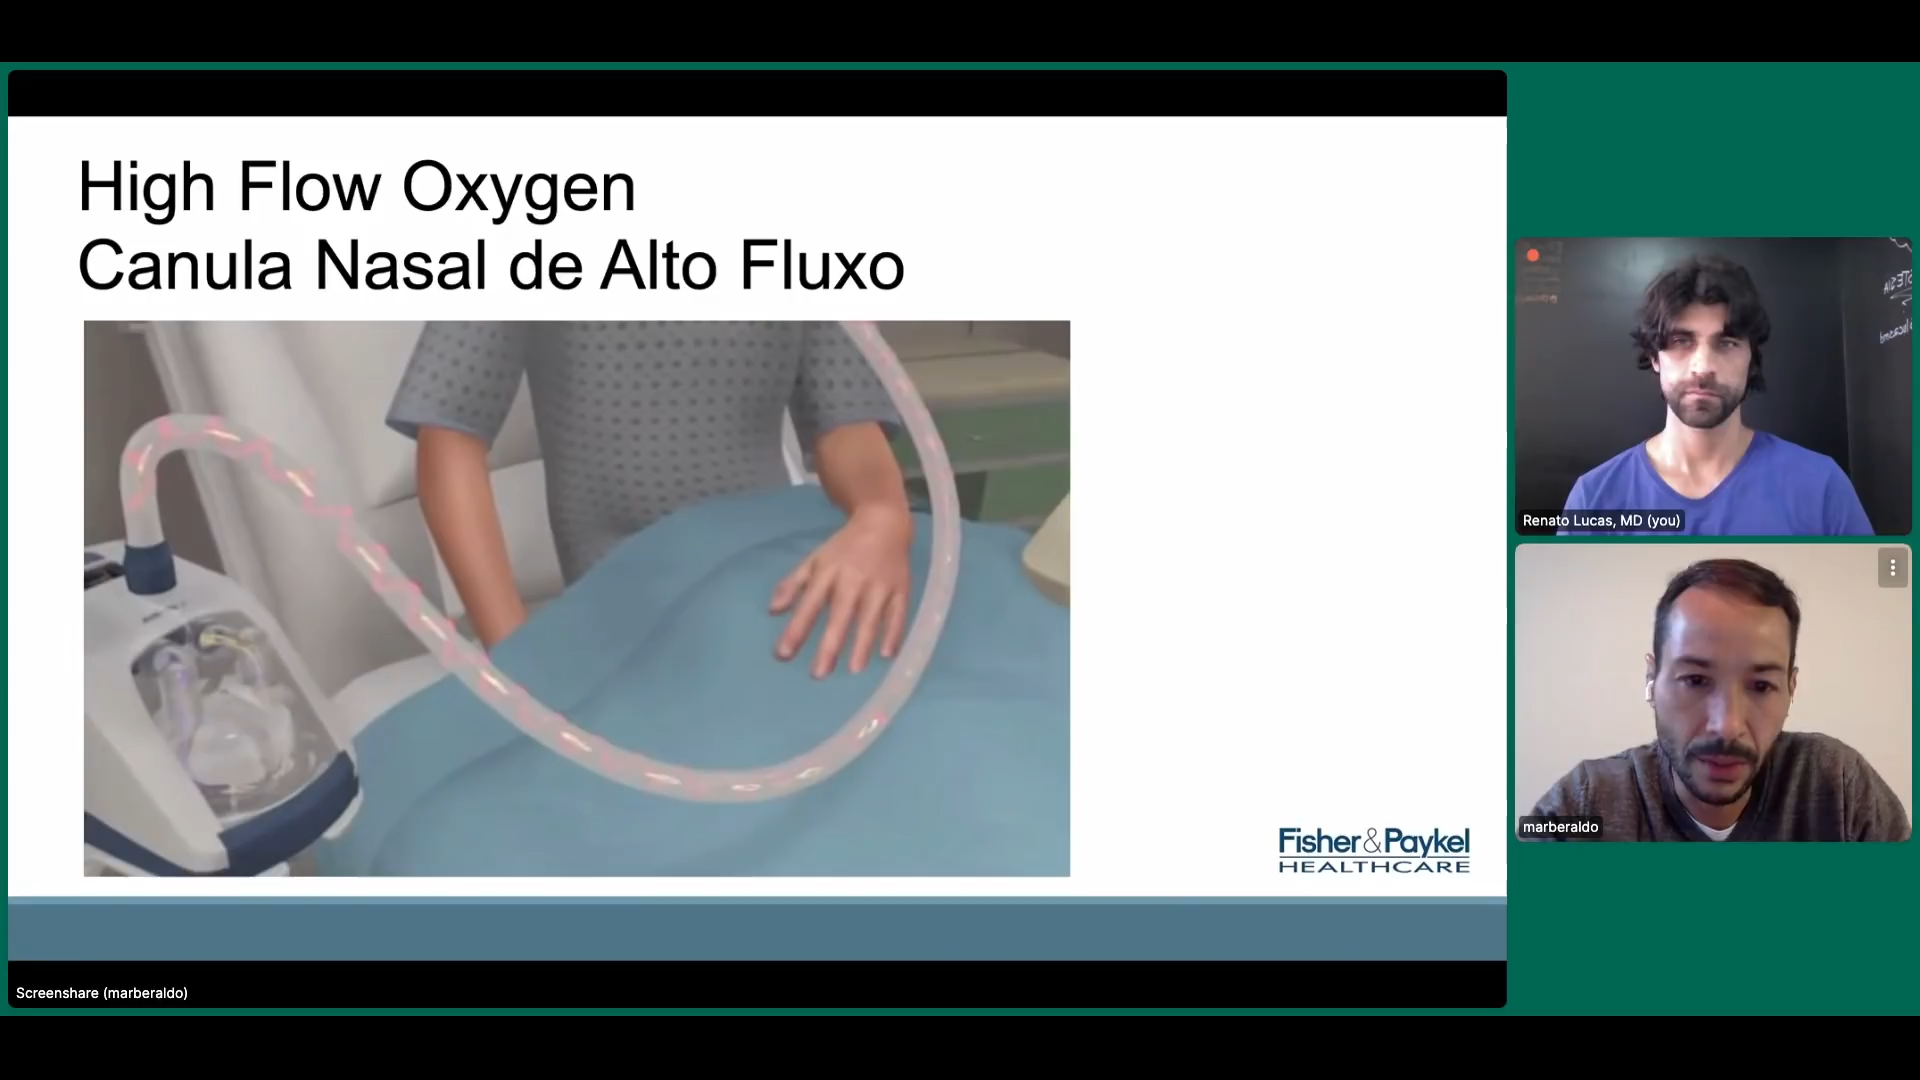 High Flow Oxygen
Canula Nasal de Alto Fluxo
Fisher&Paykel
HEALTHCARE
Screenshare (marberaldo)
Renato Lucas, MD (you)
marberaldo